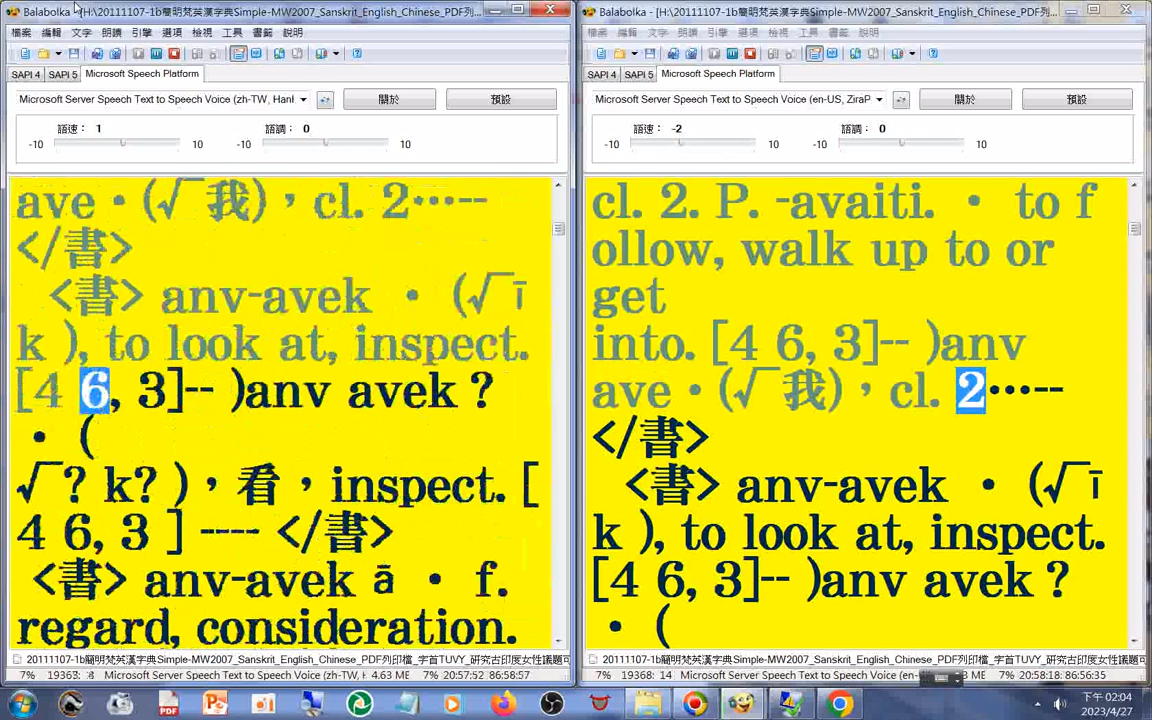 Balabolka - [H:\20111107-1b簡明梵英漢字典Simple-MW2007_Sanskrit_English_Chinese_PDF列...
檔案 編輯 文字 朗讀 引擎 選項 檢視 工具 書籤 說明
SAPI 4 SAPI 5 Microsoft Speech Platform
Microsoft Server Speech Text to Speech Voice (zh-TW, Hanl
關於 預設
語速： 1 語調： 0
-10 10 -10 10
ave·(√ 我)，cl. 2…--
</書>
<書> anv-avek · (√ī
k ), to look at, inspect.
[4 6, 3]-- )anv avek ?
· (
√? k? )，看，inspect. [
4 6, 3 ] ---- </書>
<書> anv-avek ā · f.
regard, consideration.
20111107-1b簡明梵英漢字典Simple-MW2007_Sanskrit_English_Chinese_PDF列印檔_字首TUVY_研究古印度女性議題可
7% 19363: Microsoft Server Speech Text to Speech Voice (zh-TW, 4.63 ME 7% 20:57:52 86:58:57
Balabolka - [H:\20111107-1b簡明梵英漢字典Simple-MW2007_Sanskrit_English_Chinese_PDF列印...
檔案 編輯 文字 朗讀 引擎 選項 檢視 工具 書籤 說明
SAPI 4 SAPI 5 Microsoft Speech Platform
Microsoft Server Speech Text to Speech Voice (en-US, ZiraP
關於 預設
語速： -2 語調： 0
-10 10 -10 10
cl. 2. P. -avaiti. · to f
ollow, walk up to or
get
into. [4 6, 3]-- )anv
ave·(√ 我)，cl. 2…--
</書>
<書> anv-avek · (√ī
k ), to look at, inspect.
[4 6, 3]-- )anv avek ?
· (
20111107-1b簡明梵英漢字典Simple-MW2007_Sanskrit_English_Chinese_PDF列印檔_字首TUVY_研究古印度女性議題可
7% 19368: 14 Microsoft Server Speech Text to Speech Voice (en-US, 7% 20:58:18 86:56:35
PDF
下午 02:04
2023/4/27